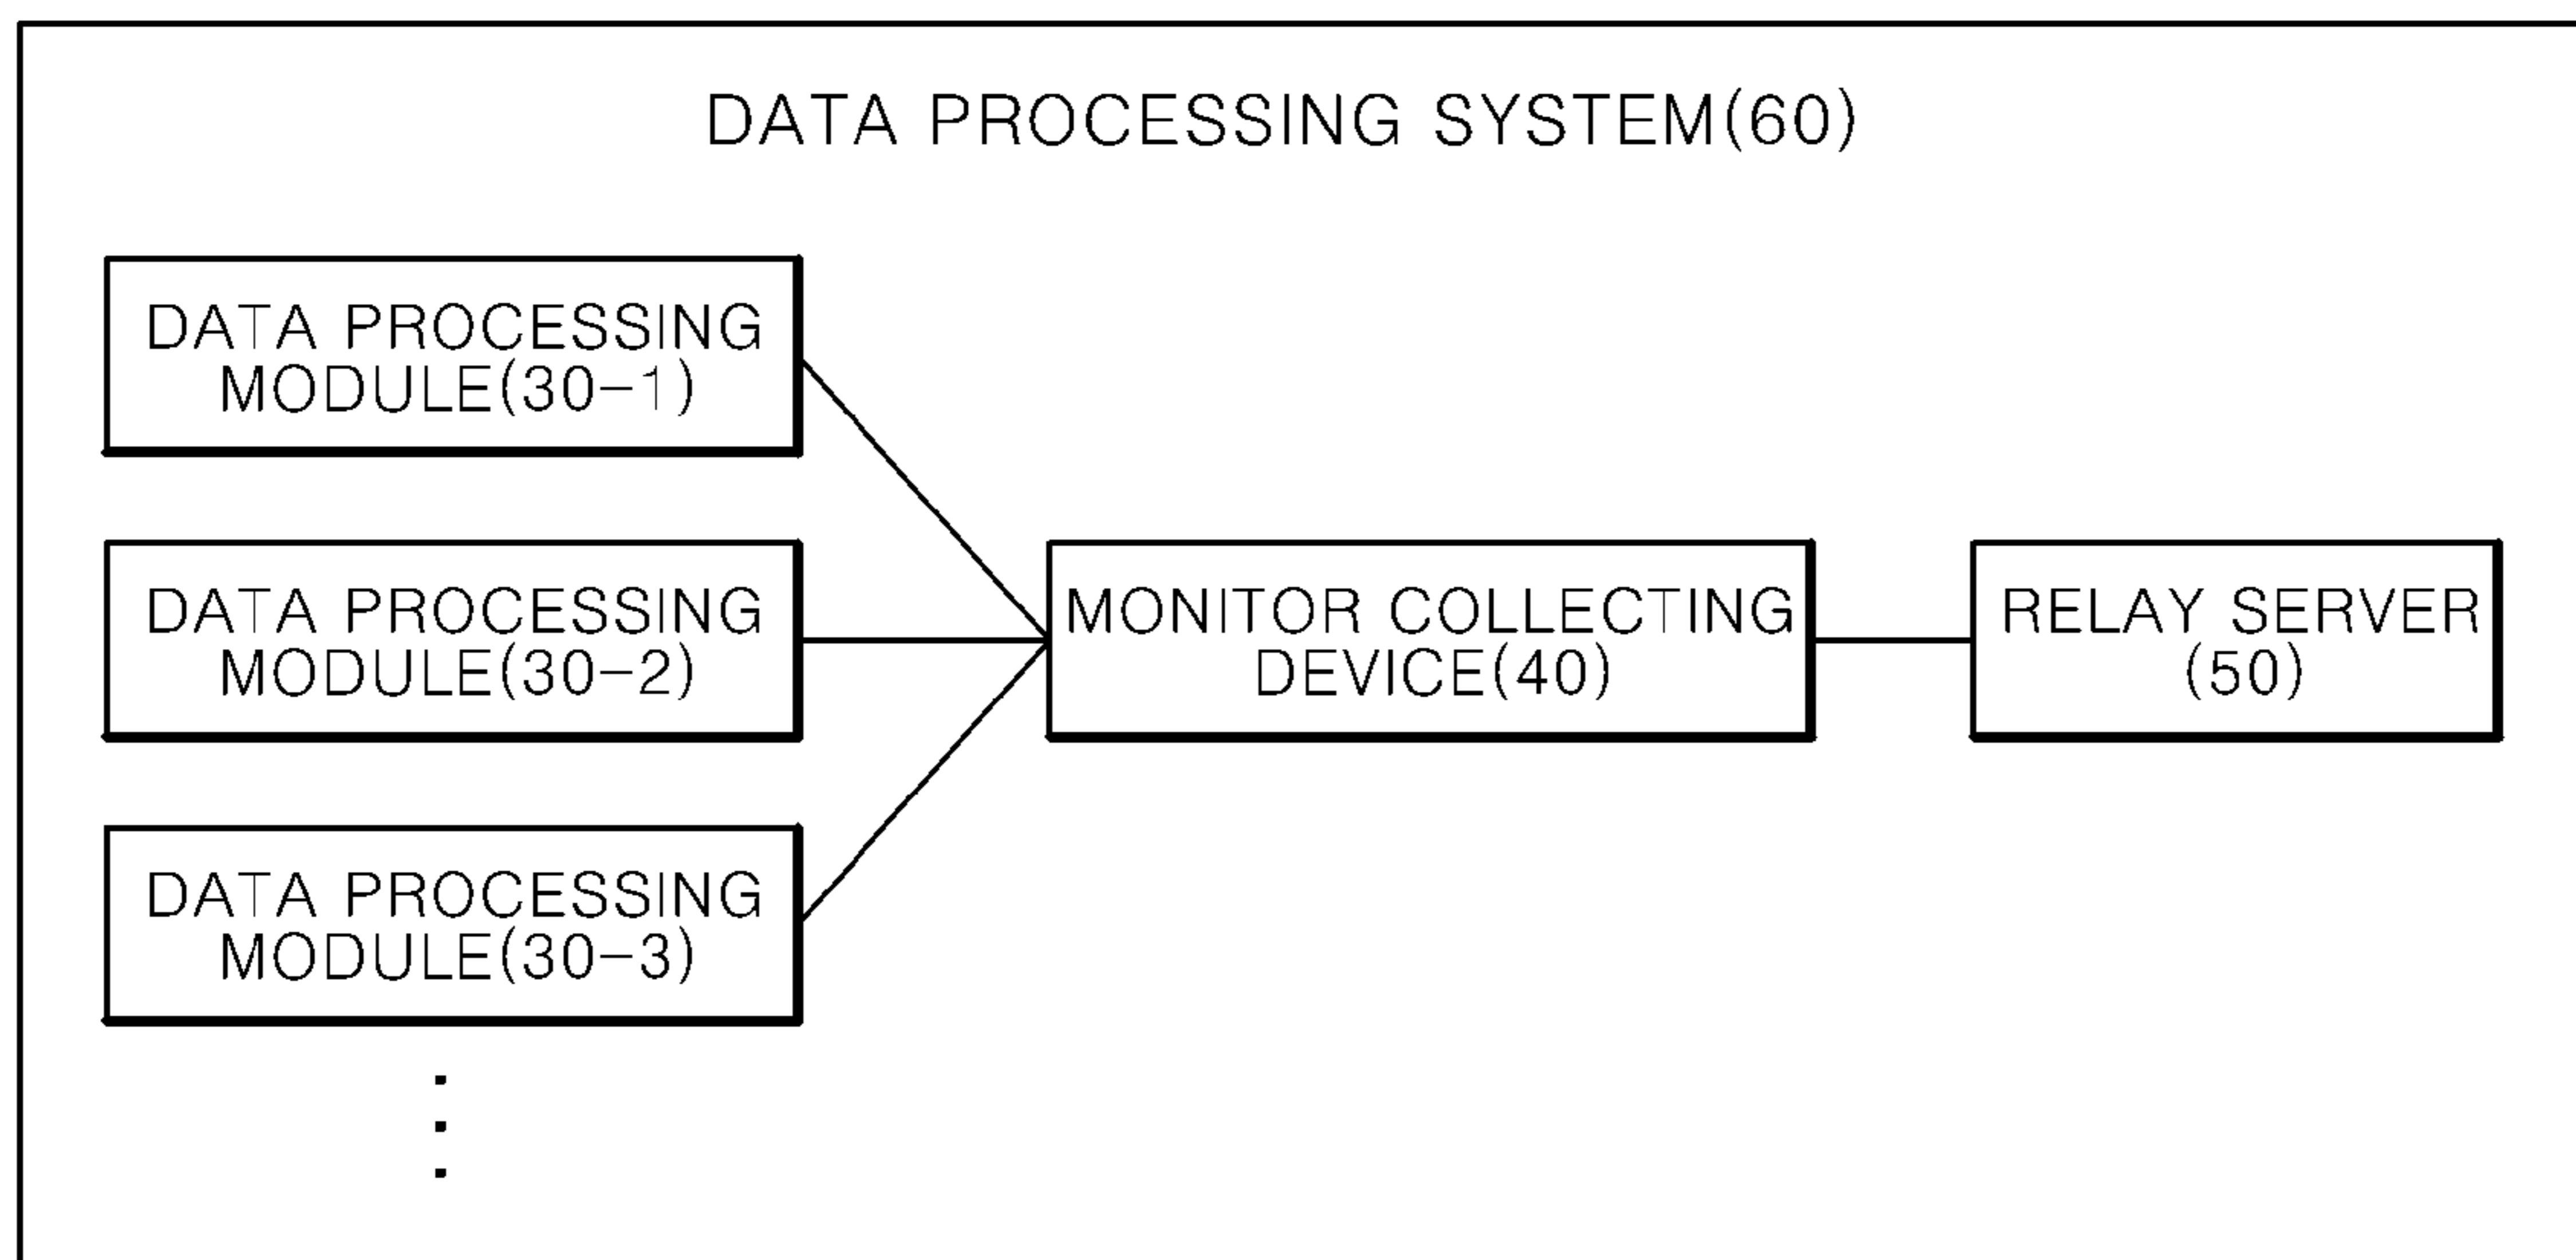 DATA PROCESSING SYSTEM(60)
DATA PROCESSING
MODULE(30-1)
DATA PROCESSING
MODULE(30-2)
MONITOR COLLECTING
DEVICE(40)
RELAY SERVER
(50)
DATA PROCESSING
MODULE(30-3)